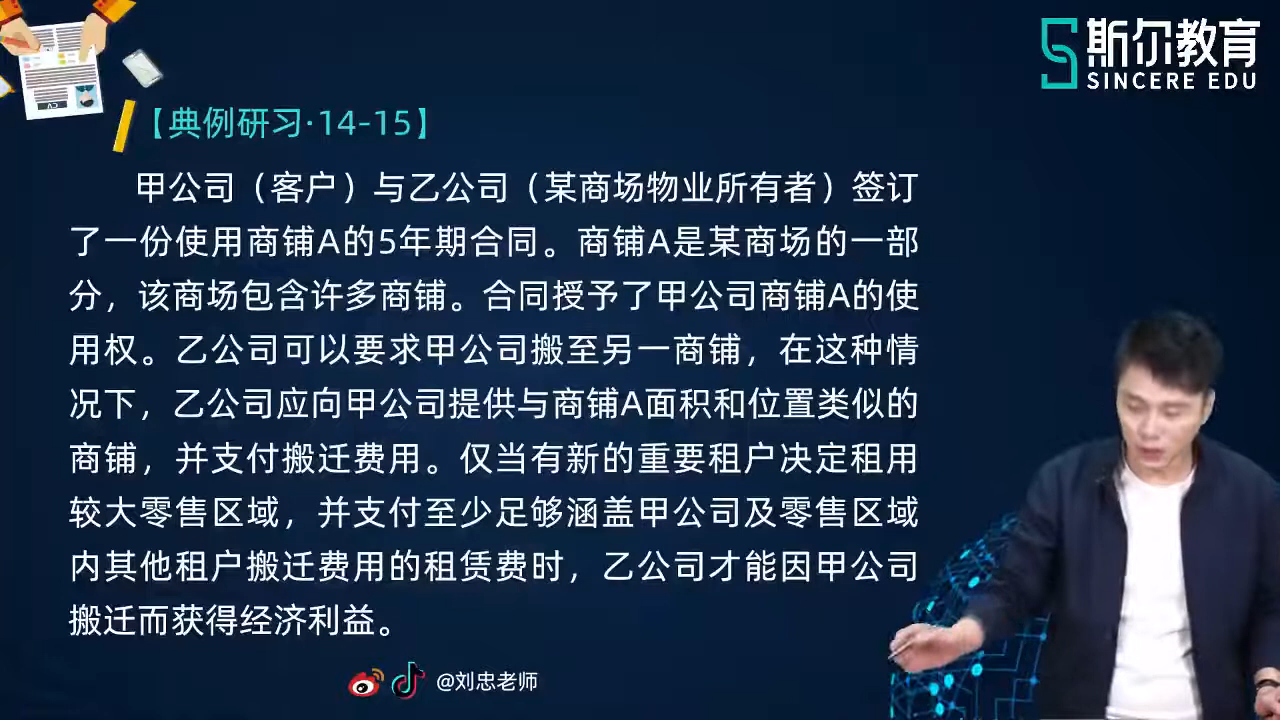 斯尔教育
SINCERE EDU
【典例研习·14-15】
甲公司（客户）与乙公司（某商场物业所有者）签订
了一份使用商铺A的5年期合同。商铺A是某商场的一部
分，该商场包含许多商铺。合同授予了甲公司商铺A的使
用权。乙公司可以要求甲公司搬至另一商铺，在这种情
况下，乙公司应向甲公司提供与商铺A面积和位置类似的
商铺，并支付搬迁费用。仅当有新的重要租户决定租用
较大零售区域，并支付至少足够涵盖甲公司及零售区域
内其他租户搬迁费用的租赁费时，乙公司才能因甲公司
搬迁而获得经济利益。
@刘忠老师